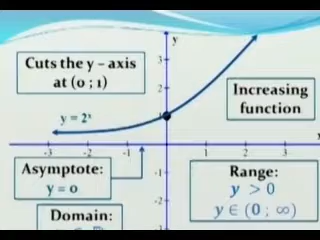 y
Cuts the y – axis
at (0 ; 1)
3
Increasing
function
2
y = 2ˣ
-3 -2 -1 1 2 3
Asymptote:
y = 0
-1
Range:
y > 0
y ∈ (0 ; ∞)
Domain:
-2